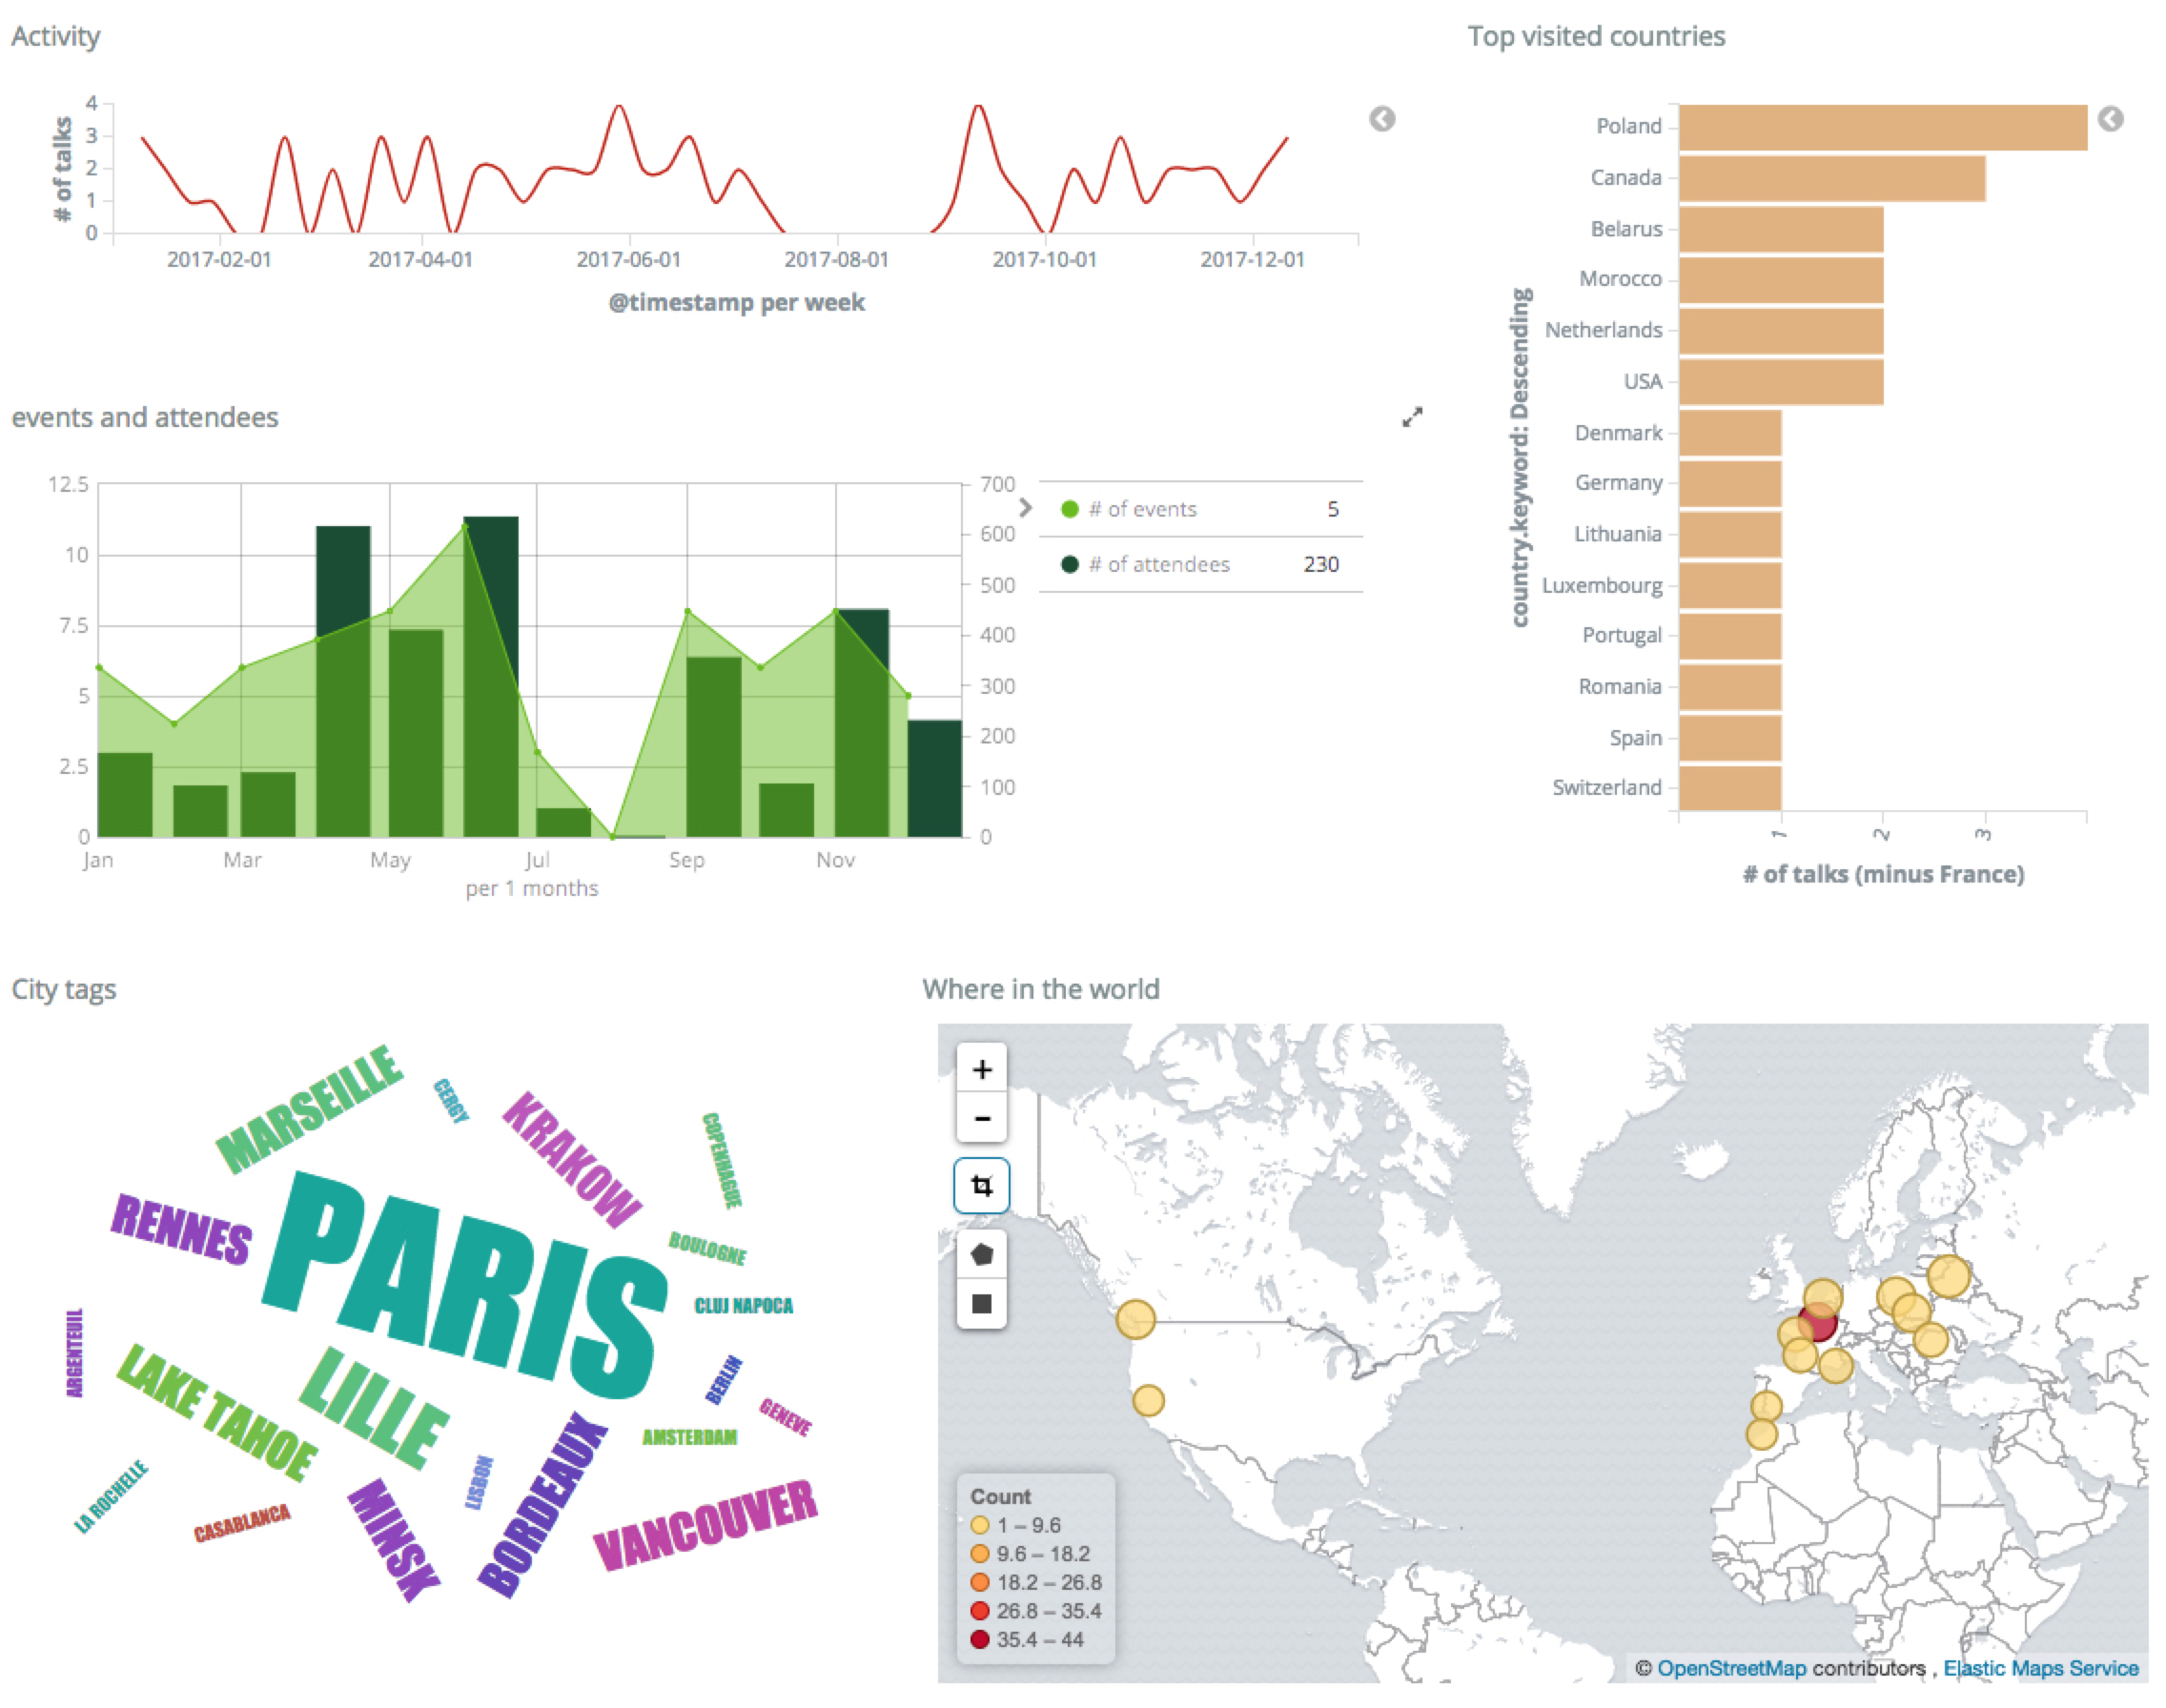 Activity
# of talks
4
3
2
1
0
2017-02-01
2017-04-01
2017-06-01
2017-08-01
2017-10-01
2017-12-01
@timestamp per week
Top visited countries
country.keyword: Descending
Poland
Canada
Belarus
Morocco
Netherlands
USA
Denmark
Germany
Lithuania
Luxembourg
Portugal
Romania
Spain
Switzerland
1
2
3
# of talks (minus France)
events and attendees
12.5
10
7.5
5
2.5
0
700
600
500
400
300
200
100
0
Jan
Mar
May
Jul
Sep
Nov
per 1 months
# of events 5
# of attendees 230
City tags
MARSEILLE
CERGY
KRAKOW
COPENHAGUE
RENNES
PARIS
BOULOGNE
CLUJ NAPOCA
ARGENTEUIL
LAKE TAHOE
LILLE
BERLIN
GENEVE
AMSTERDAM
LA ROCHELLE
CASABLANCA
MINSK
LISBON
BORDEAUX
VANCOUVER
Where in the world
+
−
Count
1 – 9.6
9.6 – 18.2
18.2 – 26.8
26.8 – 35.4
35.4 – 44
© OpenStreetMap contributors , Elastic Maps Service